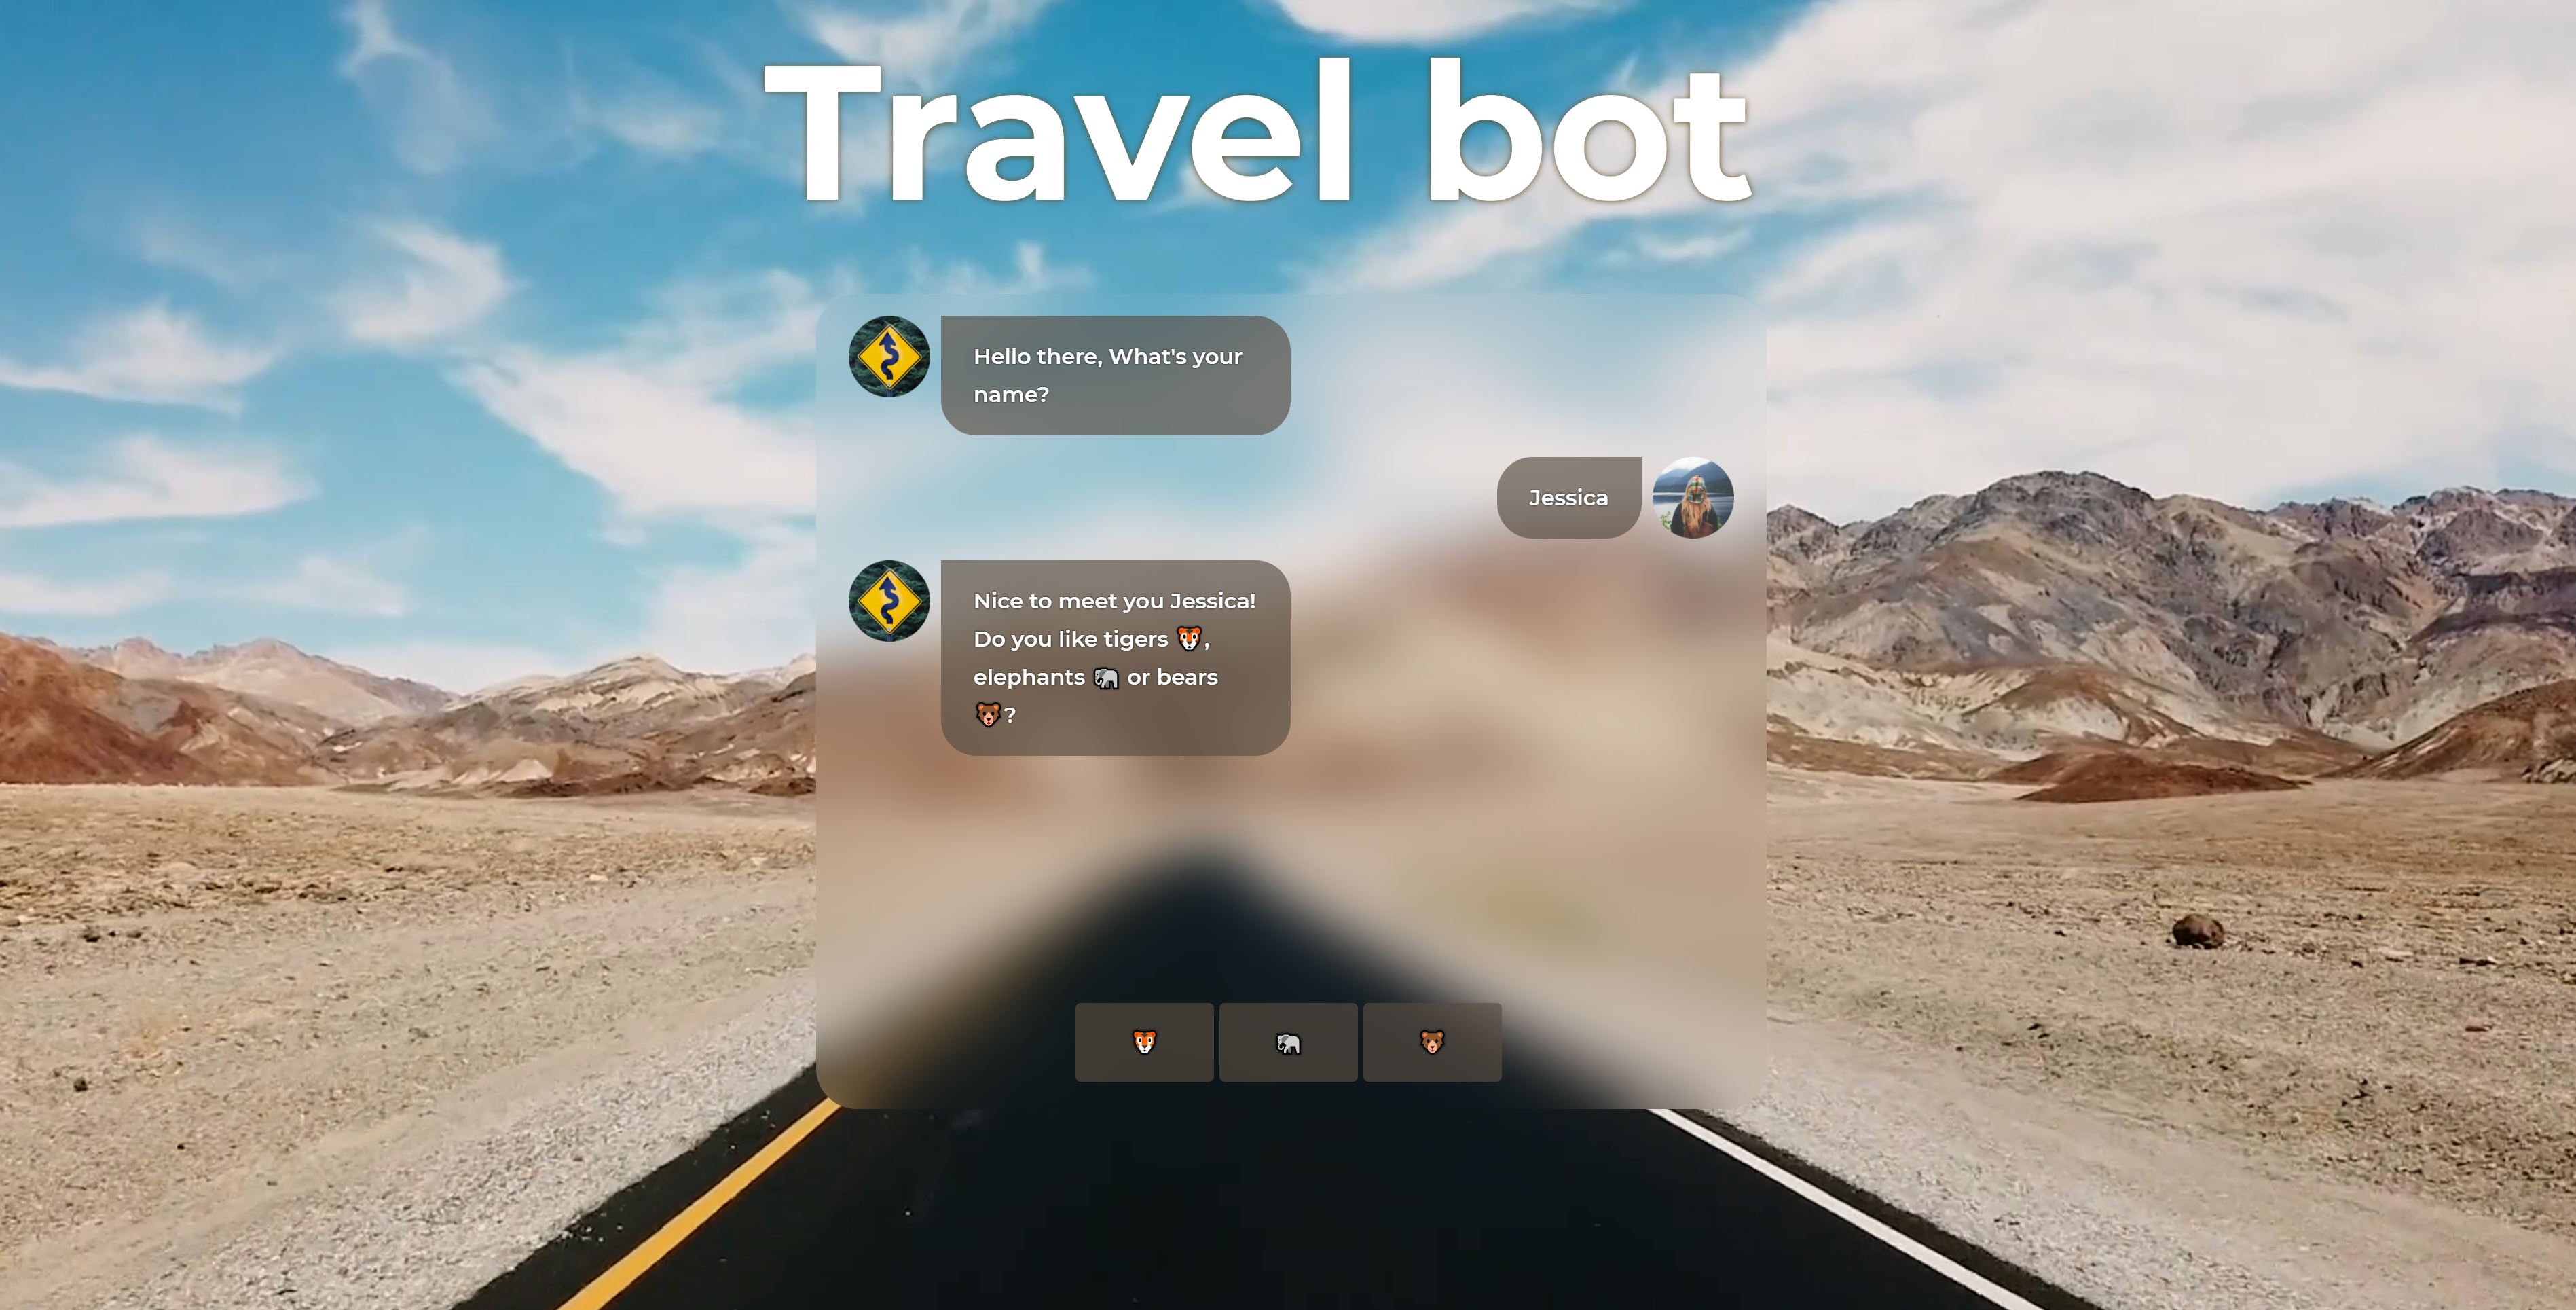 Travel bot
Hello there, What's your
name?
Jessica
Nice to meet you Jessica!
Do you like tigers 🐯,
elephants 🐘 or bears
🐻?
🐯 🐘 🐻